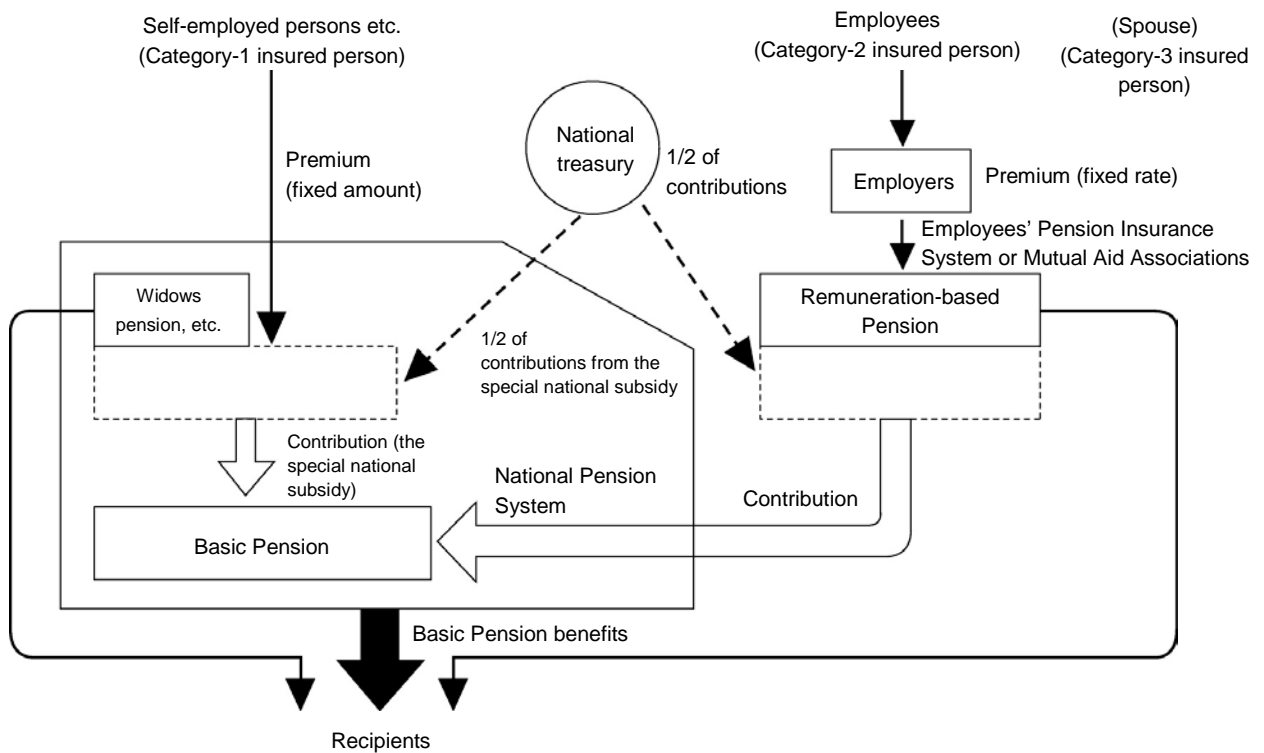 Self-employed persons etc.
(Category-1 insured person)
Employees
(Category-2 insured person)
(Spouse)
(Category-3 insured
person)
National
treasury
1/2 of
contributions
Premium
(fixed amount)
Employers
Premium (fixed rate)
Employees’ Pension Insurance
System or Mutual Aid Associations
Widows
pension, etc.
Remuneration-based
Pension
1/2 of
contributions from the
special national subsidy
Contribution (the
special national
subsidy)
National Pension
System
Contribution
Basic Pension
Basic Pension benefits
Recipients